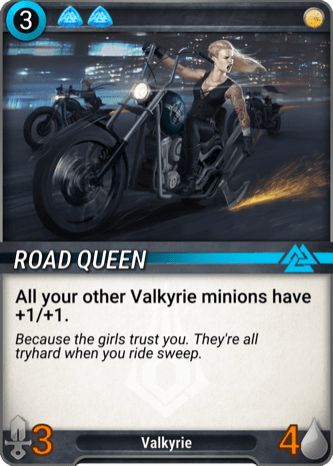 3
ROAD QUEEN
All your other Valkyrie minions have
+1/+1.
Because the girls trust you. They're all
tryhard when you ride sweep.
3
Valkyrie
4